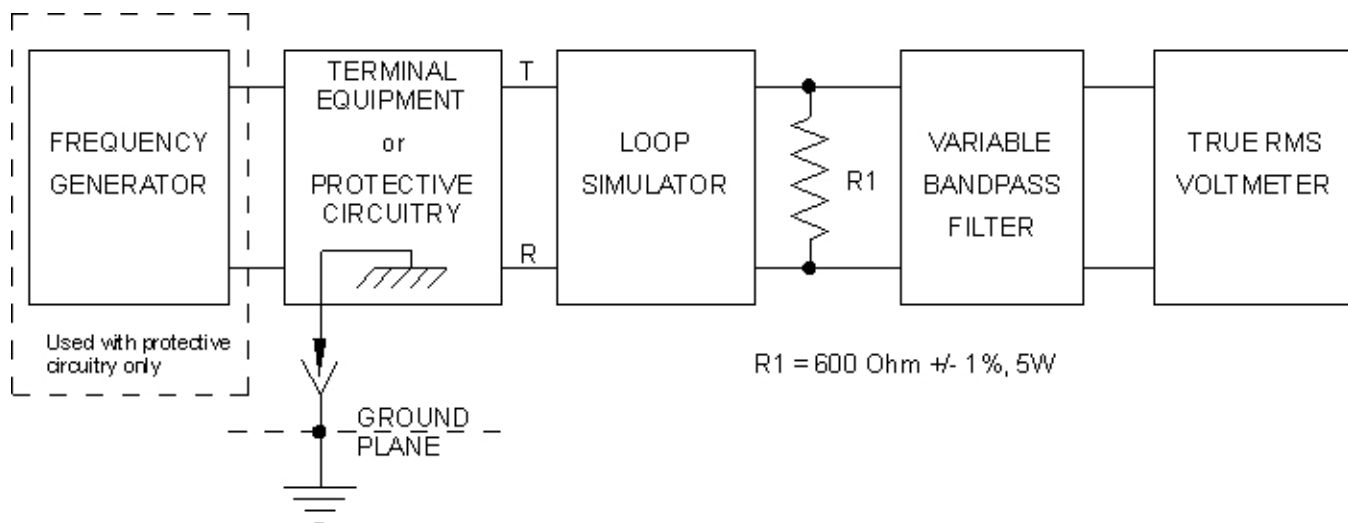 FREQUENCY
GENERATOR
Used with protective
circuitry only
TERMINAL
EQUIPMENT
or
PROTECTIVE
CIRCUITRY
T
R
GROUND
PLANE
LOOP
SIMULATOR
R1
VARIABLE
BANDPASS
FILTER
TRUE RMS
VOLTMETER
R1 = 600 Ohm +/- 1%, 5W